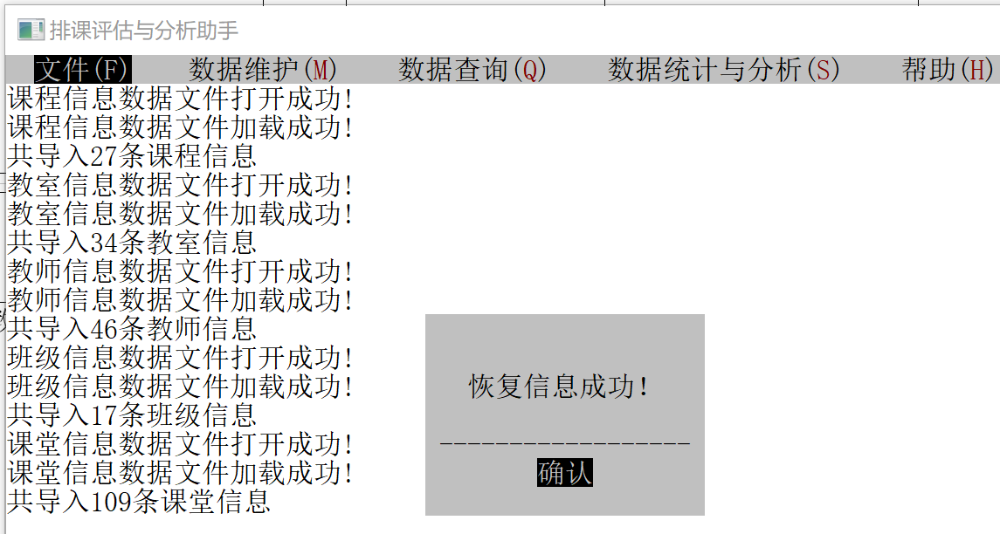 排课评估与分析助手
文件(F) 数据维护(M) 数据查询(Q) 数据统计与分析(S) 帮助(H)
课程信息数据文件打开成功!
课程信息数据文件加载成功!
共导入27条课程信息
教室信息数据文件打开成功!
教室信息数据文件加载成功!
共导入34条教室信息
教师信息数据文件打开成功!
教师信息数据文件加载成功!
共导入46条教师信息
班级信息数据文件打开成功!
班级信息数据文件加载成功!
共导入17条班级信息
课堂信息数据文件打开成功!
课堂信息数据文件加载成功!
共导入109条课堂信息
恢复信息成功!
------------------
确认